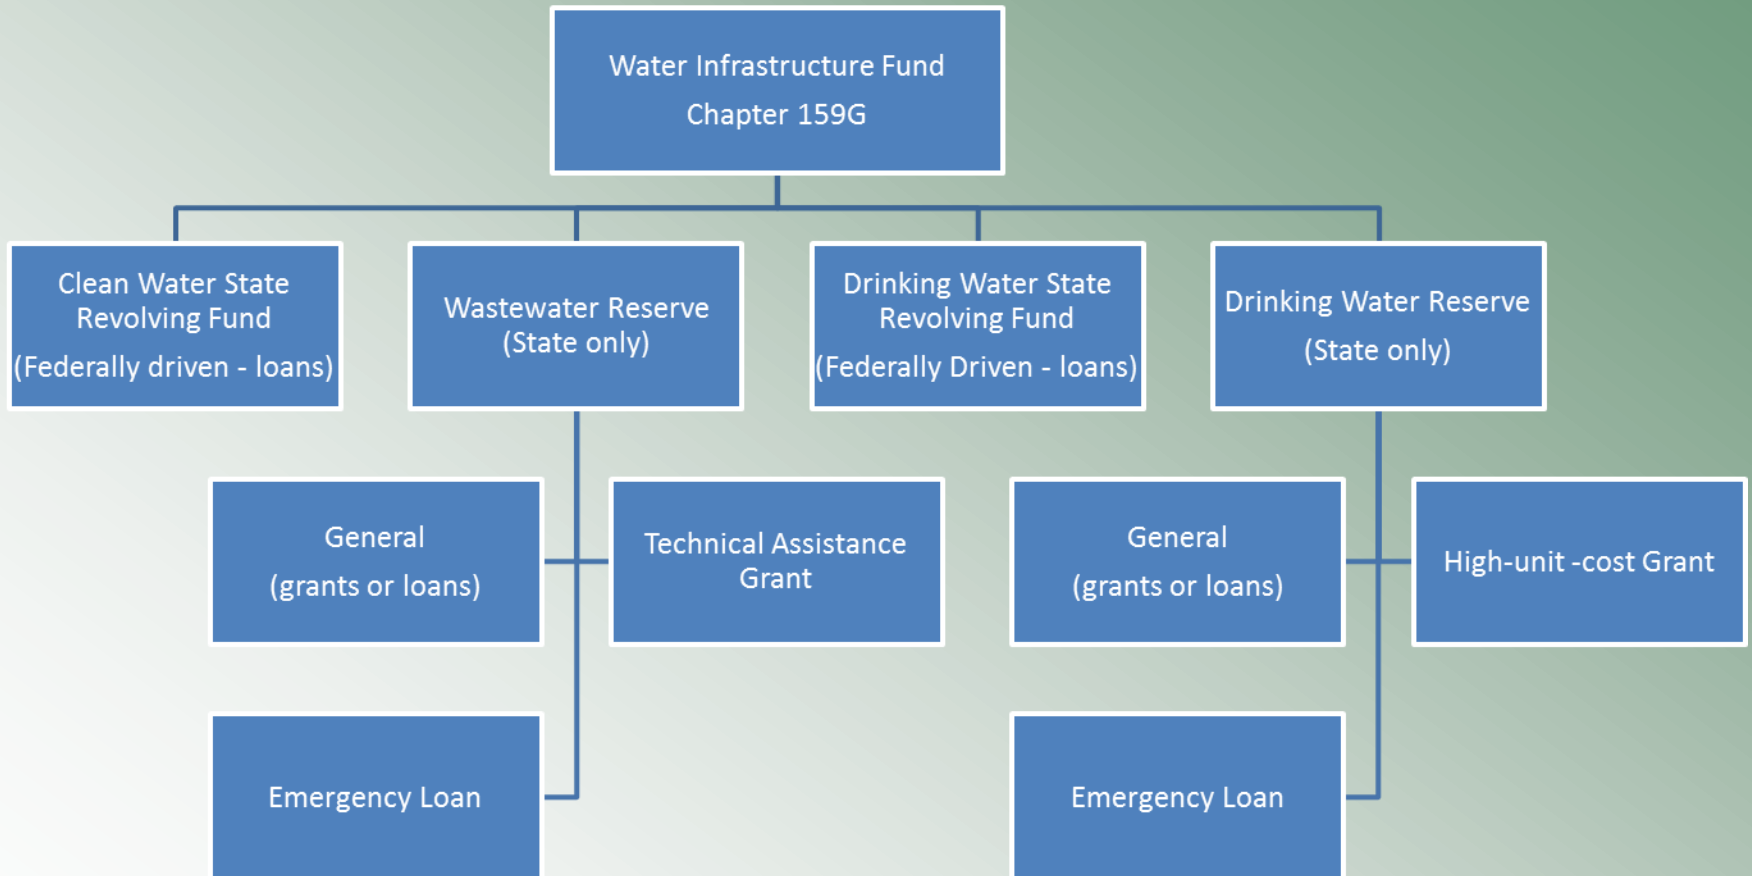 Water Infrastructure Fund
Chapter 159G
Clean Water State
Revolving Fund
(Federally driven - loans)
Wastewater Reserve
(State only)
Drinking Water State
Revolving Fund
(Federally Driven - loans)
Drinking Water Reserve
(State only)
General
(grants or loans)
Technical Assistance
Grant
General
(grants or loans)
High-unit -cost Grant
Emergency Loan
Emergency Loan